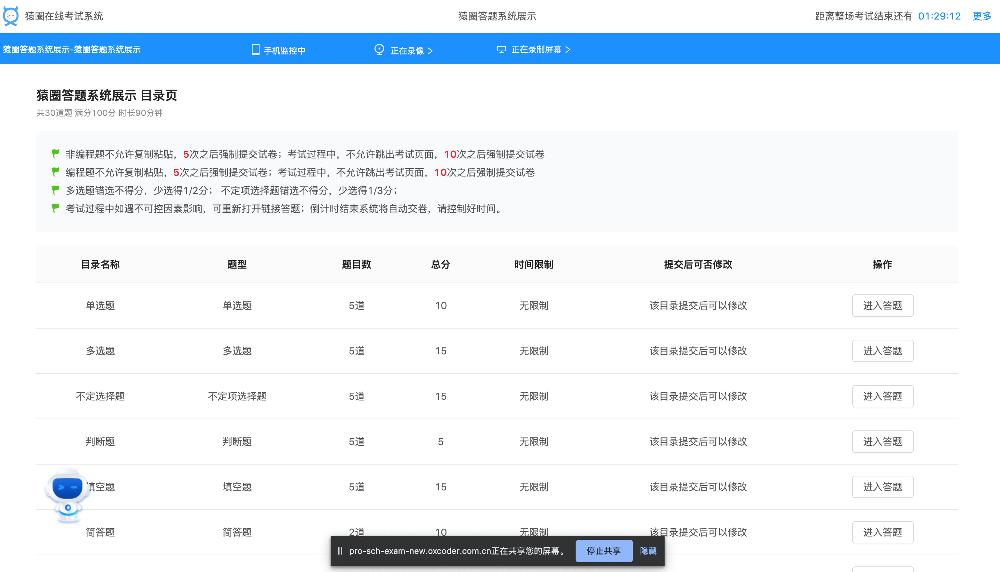 猿圈在线考试系统
猿圈答题系统展示
距离整场考试结束还有 01:29:12 更多
猿圈答题系统展示-猿圈答题系统展示
手机监控中
正在录像
正在录制屏幕
猿圈答题系统展示 目录页
共30道题 满分100分 时长90分钟
非编程题不允许复制粘贴，5次之后强制提交试卷；考试过程中，不允许跳出考试页面，10次之后强制提交试卷
编程题不允许复制粘贴，5次之后强制提交试卷；考试过程中，不允许跳出考试页面，10次之后强制提交试卷
多选题错选不得分，少选得1/2分； 不定项选择题错选不得分，少选得1/3分；
考试过程中如遇不可控因素影响，可重新打开链接答题；倒计时结束系统将自动交卷，请控制好时间。
目录名称 题型 题目数 总分 时间限制 提交后可否修改 操作
单选题 单选题 5道 10 无限制 该目录提交后可以修改 进入答题
多选题 多选题 5道 15 无限制 该目录提交后可以修改 进入答题
不定选择题 不定项选择题 5道 15 无限制 该目录提交后可以修改 进入答题
判断题 判断题 5道 5 无限制 该目录提交后可以修改 进入答题
填空题 填空题 5道 15 无限制 该目录提交后可以修改 进入答题
简答题 简答题 2道 10 无限制 该目录提交后可以修改 进入答题
pro-sch-exam-new.oxcoder.com.cn正在共享您的屏幕。 停止共享 隐藏